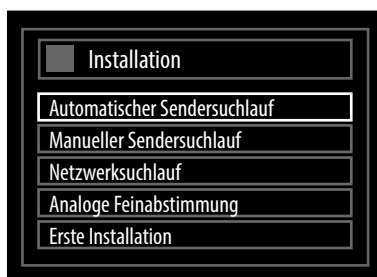 Installation
Automatischer Sendersuchlauf
Manueller Sendersuchlauf
Netzwerksuchlauf
Analoge Feinabstimmung
Erste Installation